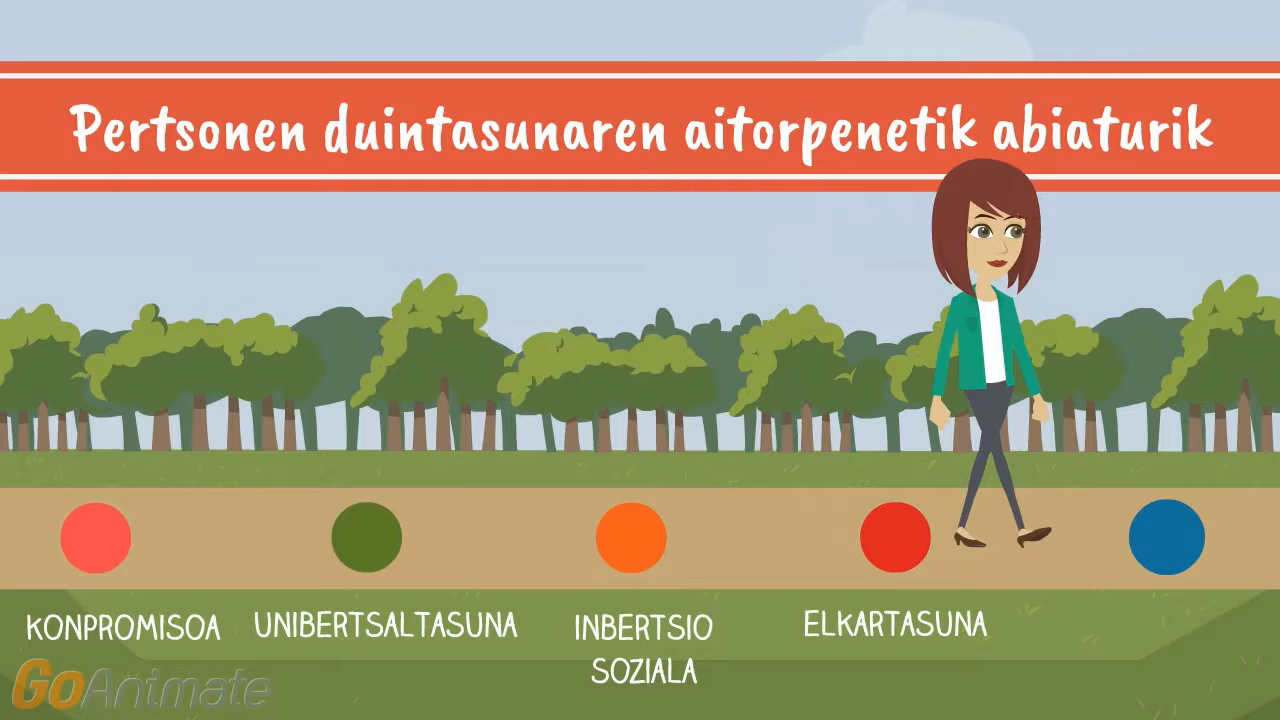 Pertsonen duintasunaren aitorpenetik abiaturik
KONPROMISOA
UNIBERTSALTASUNA
INBERTSIO
SOZIALA
ELKARTASUNA
GoAnimate